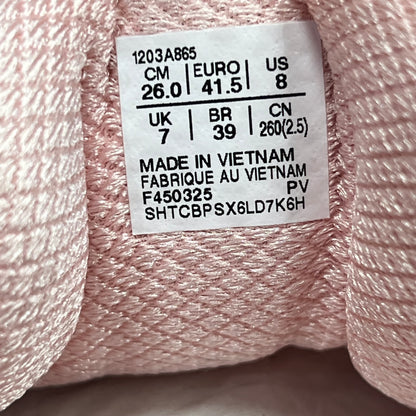 1203A865
CM EURO US
26.0 41.5 8
UK BR CN
7 39 260(2.5)
MADE IN VIETNAM
FABRIQUE AU VIETNAM
F450325 PV
SHTCBPSX6LD7K6H